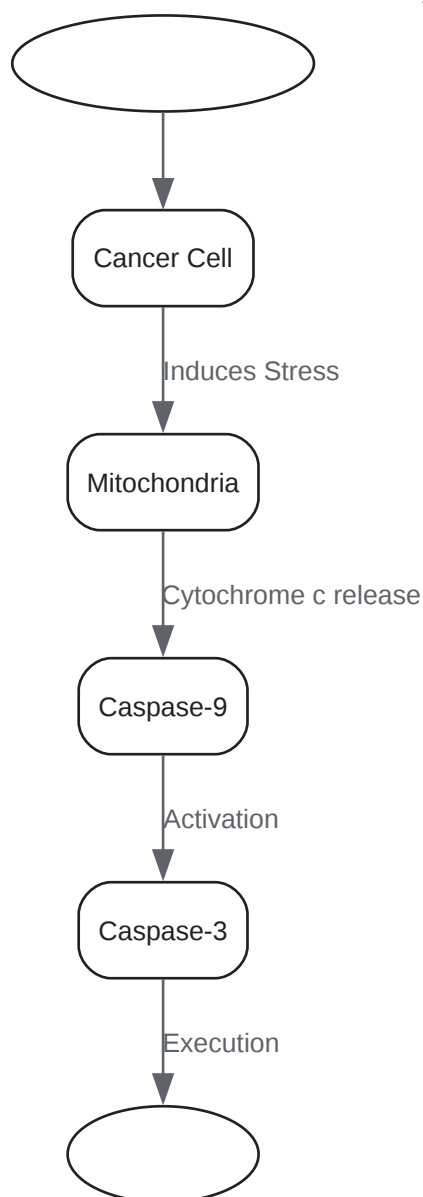 Cancer Cell
Induces Stress
Mitochondria
Cytochrome c release
Caspase-9
Activation
Caspase-3
Execution